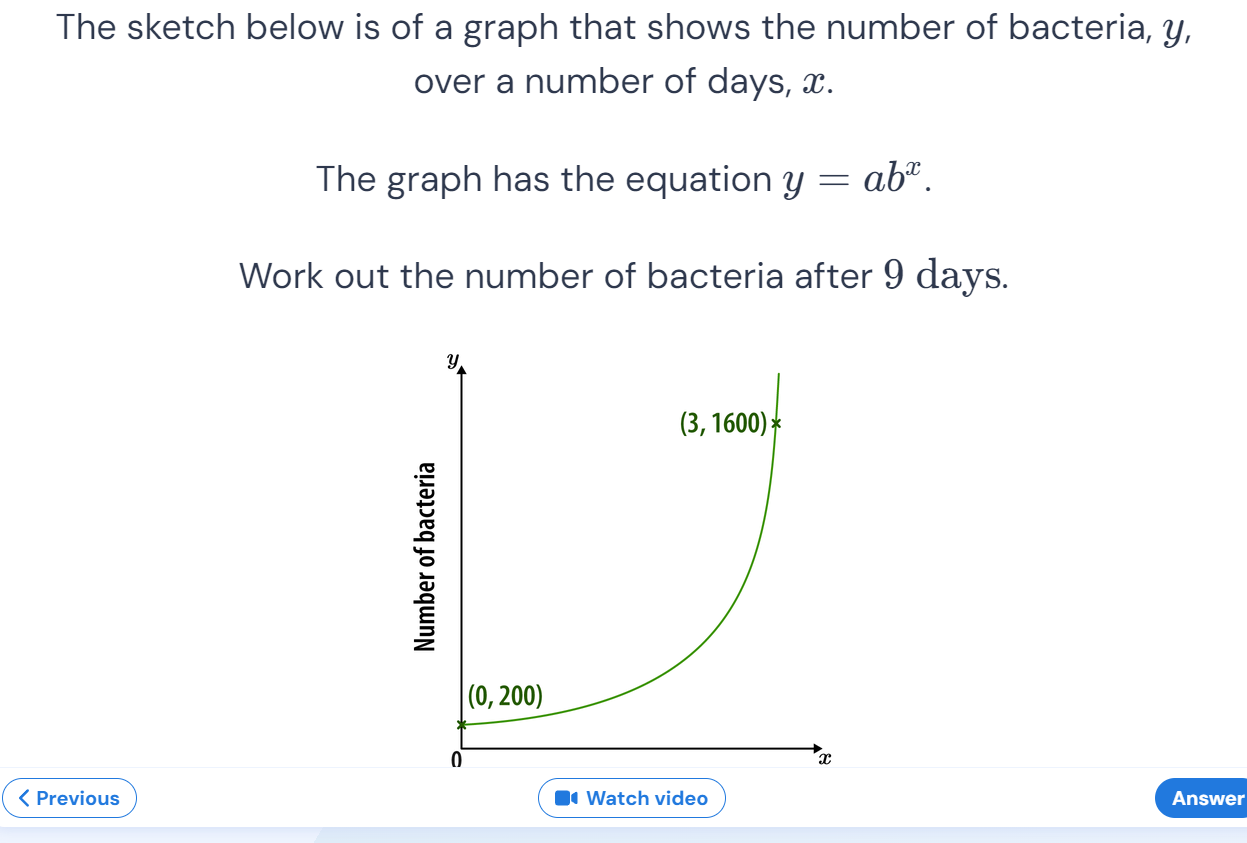 The sketch below is of a graph that shows the number of bacteria, y,
over a number of days, x.
The graph has the equation y = abˣ.
Work out the number of bacteria after 9 days.
y
(3, 1600)
Number of bacteria
(0, 200)
0
x
Previous
Watch video
Answer